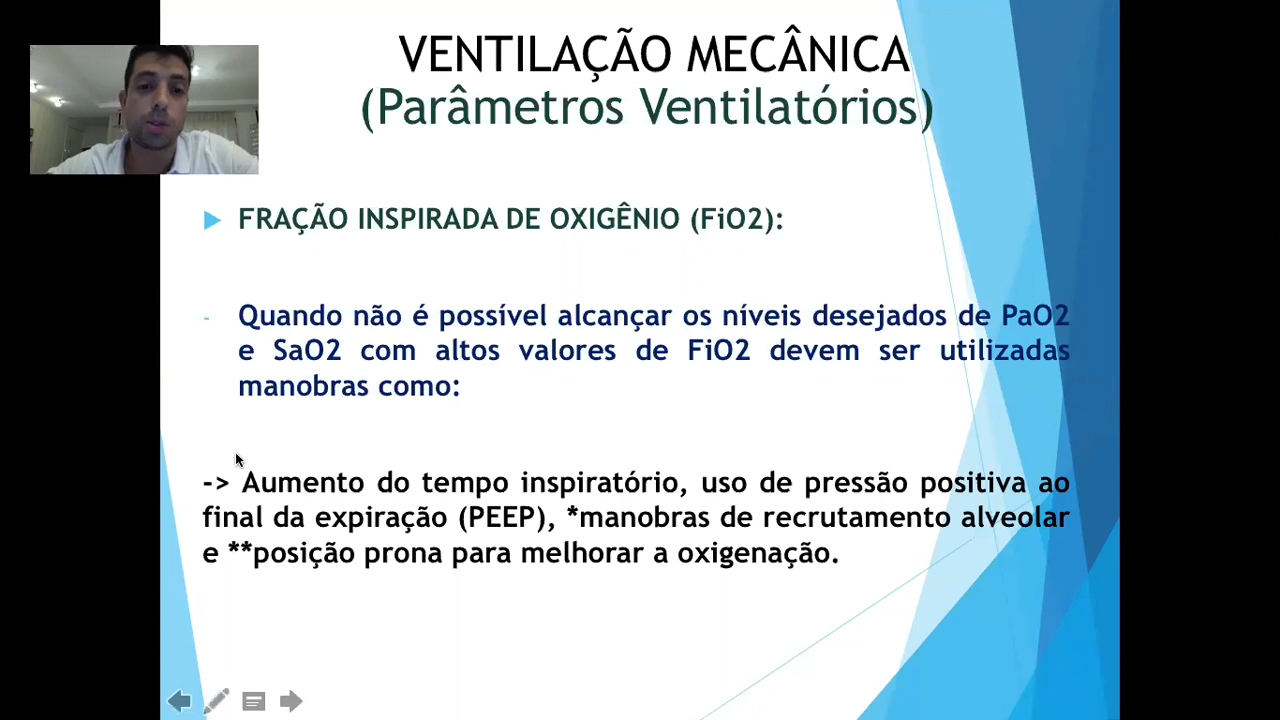 VENTILAÇÃO MECÂNICA
(Parâmetros Ventilatórios)
FRAÇÃO INSPIRADA DE OXIGÊNIO (FiO2):
- Quando não é possível alcançar os níveis desejados de PaO2
e SaO2 com altos valores de FiO2 devem ser utilizadas
manobras como:
-> Aumento do tempo inspiratório, uso de pressão positiva ao
final da expiração (PEEP), *manobras de recrutamento alveolar
e **posição prona para melhorar a oxigenação.